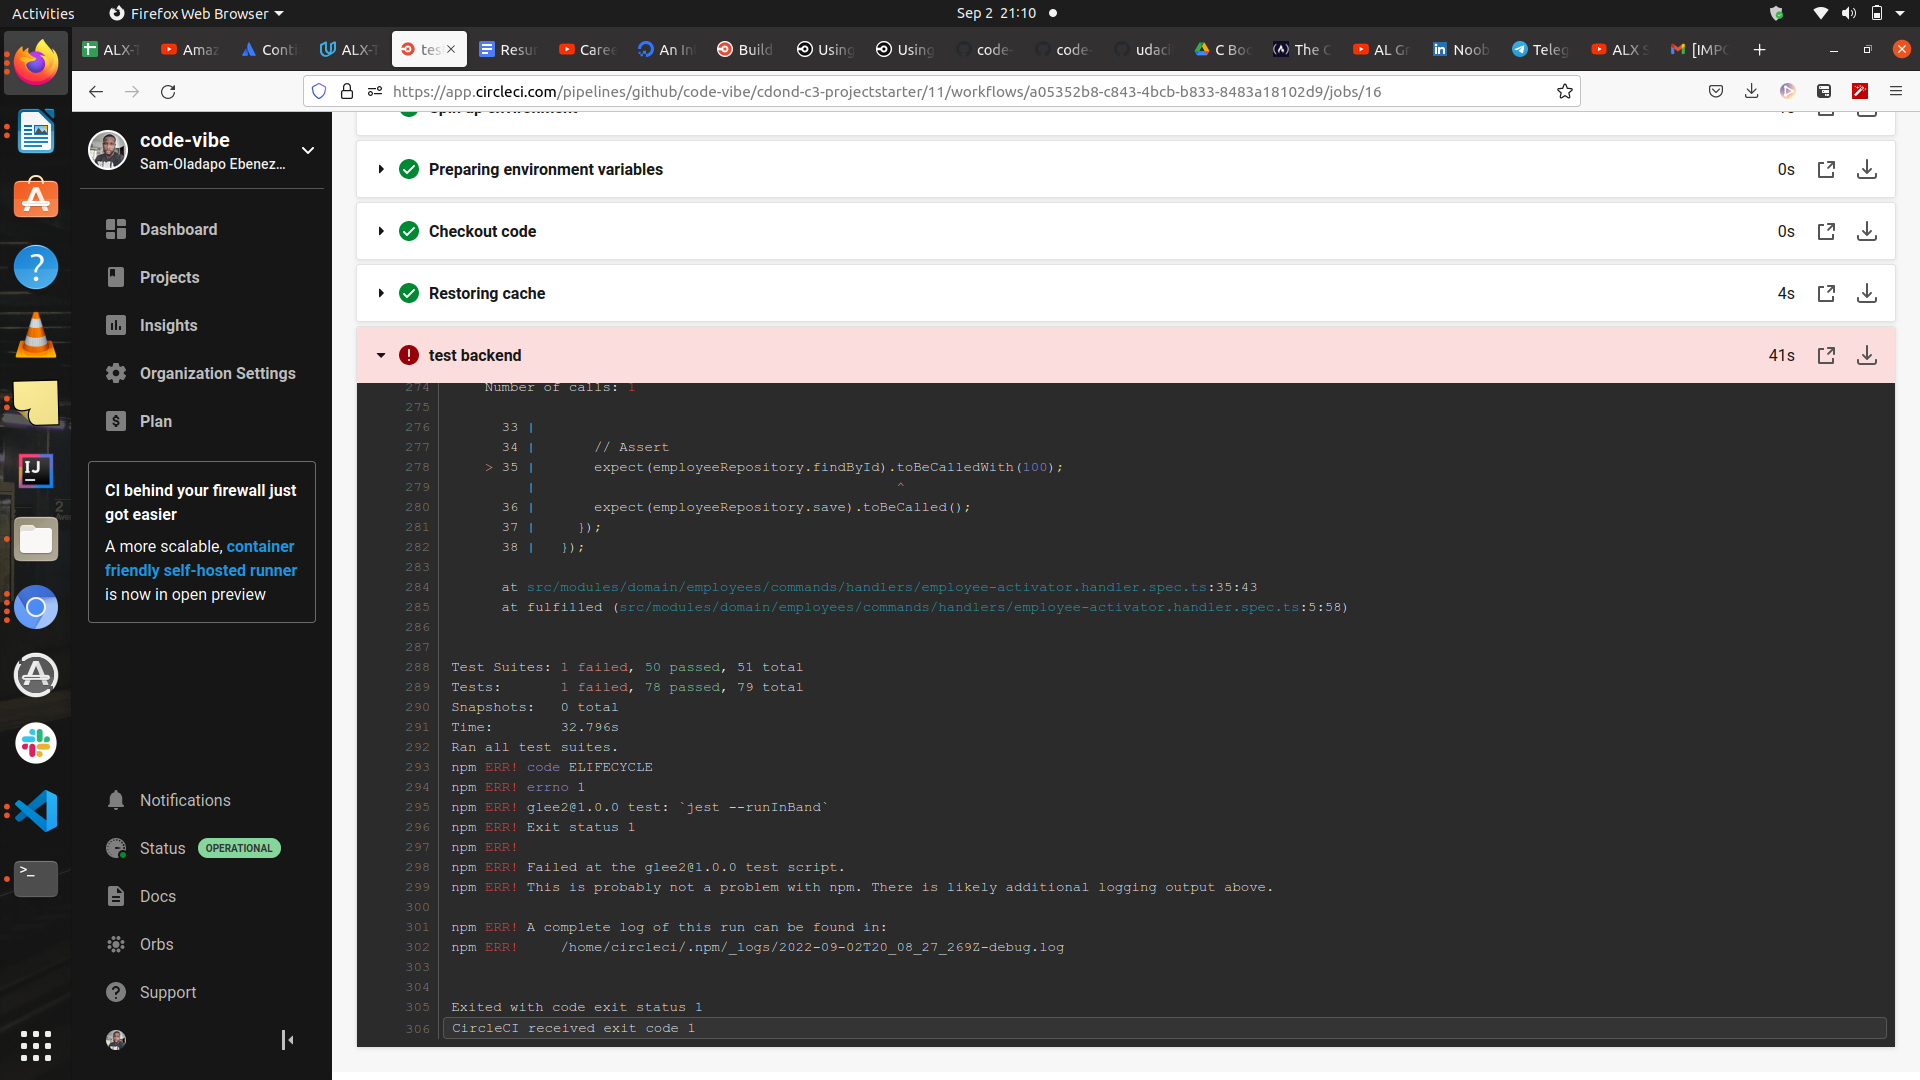 Activities
Firefox Web Browser
Sep 2 21:10
ALX-T
Amaz
Conti
ALX-T
tes
Resur
Caree
An In
Build
Using
Using
code-
code-
udaci
C Boo
The C
AL Gr
Noob
Teleg
ALX S
[IMPO
https://app.circleci.com/pipelines/github/code-vibe/cdond-c3-projectstarter/11/workflows/a05352b8-c843-4bcb-b833-8483a18102d9/jobs/16
code-vibe
Sam-Oladapo Ebenez...
Dashboard
Projects
Insights
Organization Settings
Plan
CI behind your firewall just
got easier
A more scalable, container
friendly self-hosted runner
is now in open preview
Notifications
Status OPERATIONAL
Docs
Orbs
Support
Spin up environment
Preparing environment variables 0s
Checkout code 0s
Restoring cache 4s
test backend 41s
274 Number of calls: 1
275
276 33 |
277 34 | // Assert
278 > 35 | expect(employeeRepository.findById).toBeCalledWith(100);
279 | ^
280 36 | expect(employeeRepository.save).toBeCalled();
281 37 | });
282 38 | });
283
284 at src/modules/domain/employees/commands/handlers/employee-activator.handler.spec.ts:35:43
285 at fulfilled (src/modules/domain/employees/commands/handlers/employee-activator.handler.spec.ts:5:58)
286
287
288 Test Suites: 1 failed, 50 passed, 51 total
289 Tests: 1 failed, 78 passed, 79 total
290 Snapshots: 0 total
291 Time: 32.796s
292 Ran all test suites.
293 npm ERR! code ELIFECYCLE
294 npm ERR! errno 1
295 npm ERR! glee2@1.0.0 test: `jest --runInBand`
296 npm ERR! Exit status 1
297 npm ERR!
298 npm ERR! Failed at the glee2@1.0.0 test script.
299 npm ERR! This is probably not a problem with npm. There is likely additional logging output above.
300
301 npm ERR! A complete log of this run can be found in:
302 npm ERR! /home/circleci/.npm/_logs/2022-09-02T20_08_27_269Z-debug.log
303
304
305 Exited with code exit status 1
306 CircleCI received exit code 1